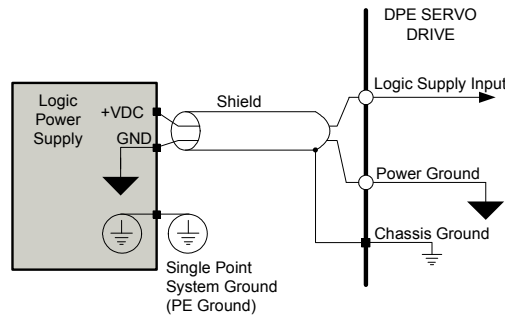 DPE SERVO
DRIVE
Logic
Power
Supply
+VDC
GND
Shield
Logic Supply Input
Power Ground
Chassis Ground
Single Point
System Ground
(PE Ground)